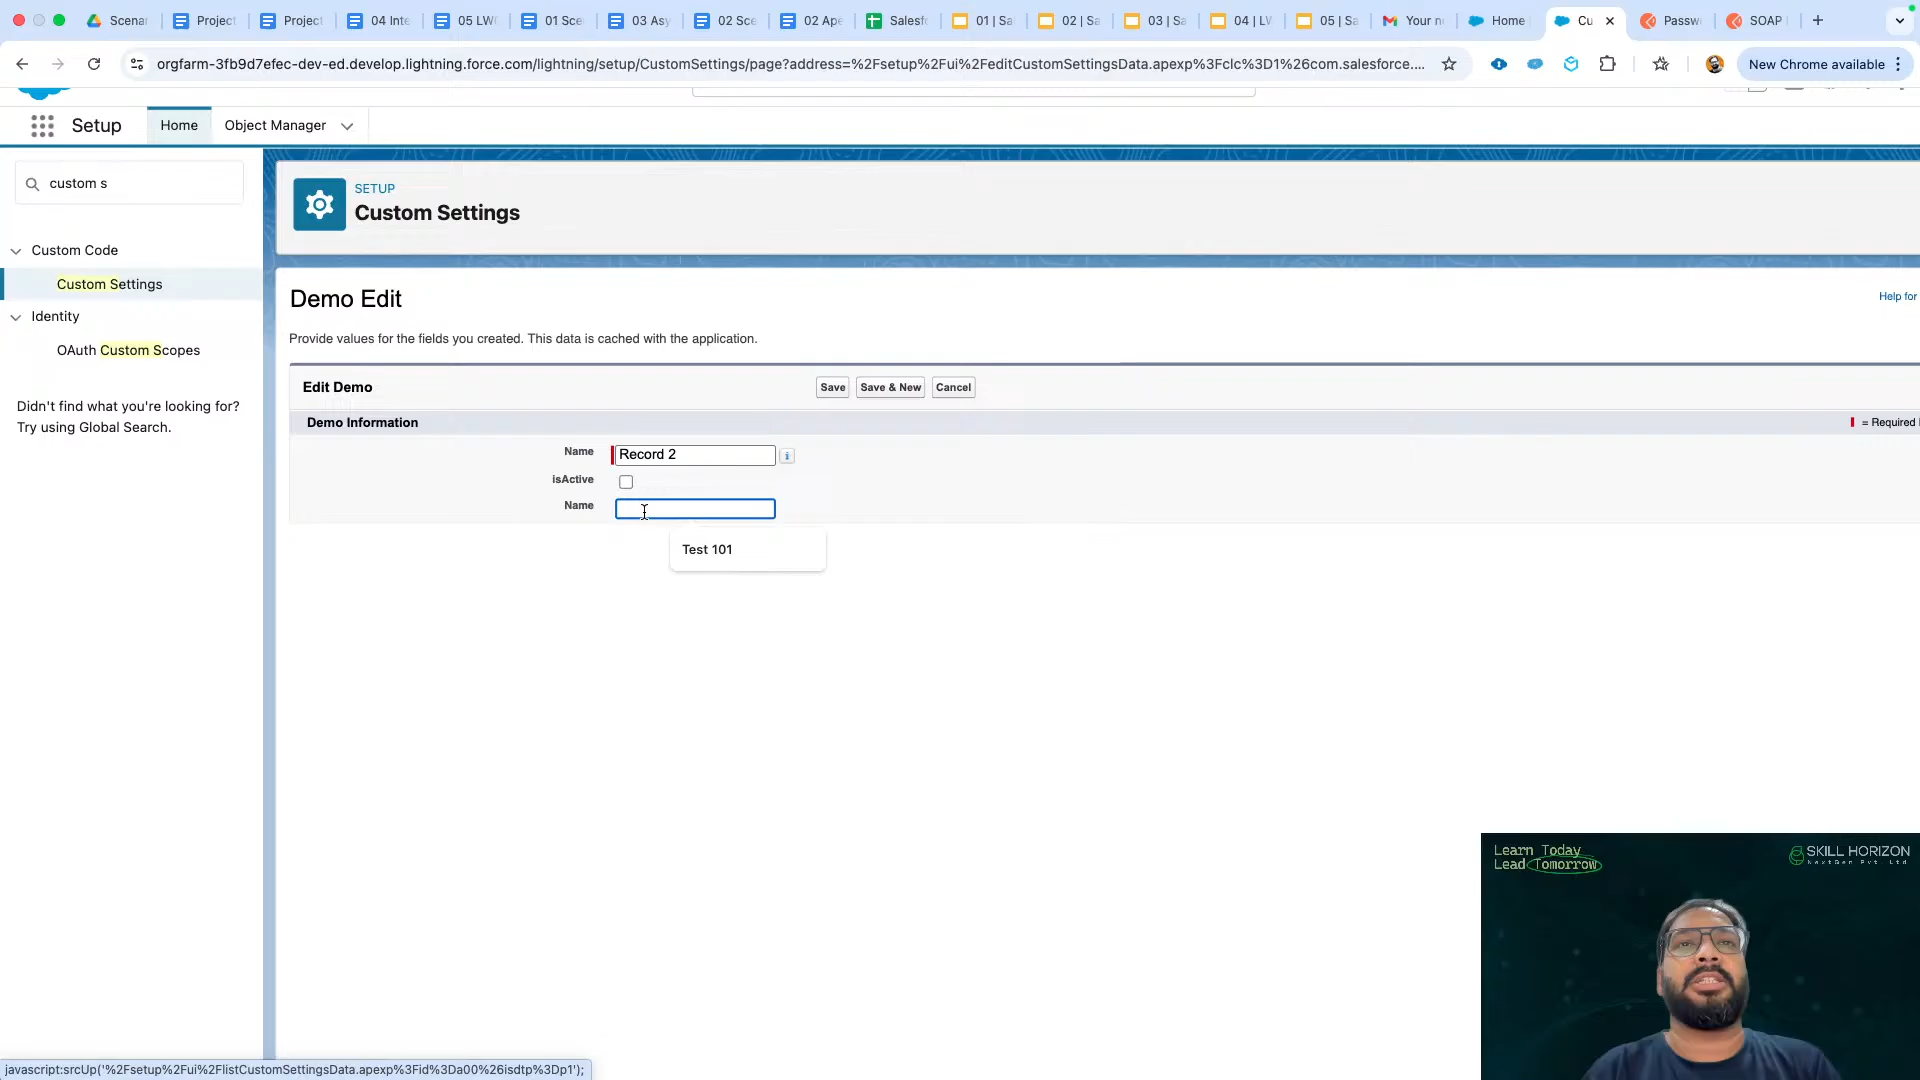 Scenar
Project
Project
04 Inte
05 LW
01 Sce
03 Asy
02 Sce
02 Ape
Salesf
01 | Sa
02 | Sa
03 | Sa
04 | LV
05 | Sa
Your n
Home
Cu
Passw
SOAP
orgfarm-3fb9d7efec-dev-ed.develop.lightning.force.com/lightning/setup/CustomSettings/page?address=%2Fsetup%2Fui%2FeditCustomSettingsData.apexp%3Fclc%3D1%26com.salesforce....
New Chrome available
Setup
Home
Object Manager
custom s
Custom Code
Custom Settings
Identity
OAuth Custom Scopes
Didn't find what you're looking for?
Try using Global Search.
SETUP
Custom Settings
Demo Edit
Help for
Provide values for the fields you created. This data is cached with the application.
Edit Demo
Save
Save & New
Cancel
Demo Information
= Required
Name
Record 2
isActive
Name
Test 101
Learn Today
Lead Tomorrow
SKILL HORIZON
NextGen Pvt. Ltd
javascript:srcUp('%2Fsetup%2Fui%2FlistCustomSettingsData.apexp%3Fid%3Da00%26isdtp%3Dp1');